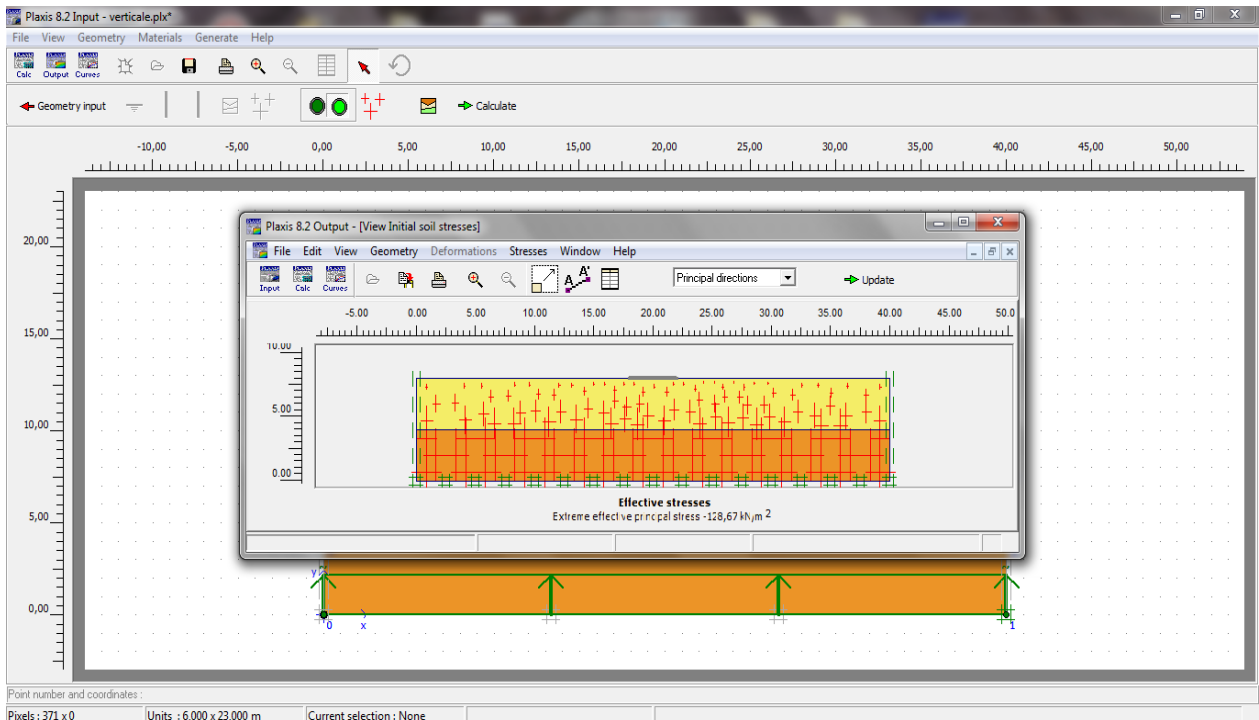 Plaxis 8.2 Input - verticale.plx*
File View Geometry Materials Generate Help
Calc Output Curves
Geometry input
Calculate
-10,00 -5,00 0,00 5,00 10,00 15,00 20,00 25,00 30,00 35,00 40,00 45,00 50,00
20,00
15,00
10,00
5,00
0,00
Plaxis 8.2 Output - [View Initial soil stresses]
File Edit View Geometry Deformations Stresses Window Help
Input Calc Curves
A A'
Principal directions
Update
-5.00 0.00 5.00 10.00 15.00 20.00 25.00 30.00 35.00 40.00 45.00 50.0
10.00
5.00
0.00
Effective stresses
Extreme effective principal stress -128,67 kN/m 2
y
0 x 1
Point number and coordinates :
Pixels : 371 x 0 Units : 6.000 x 23.000 m Current selection : None